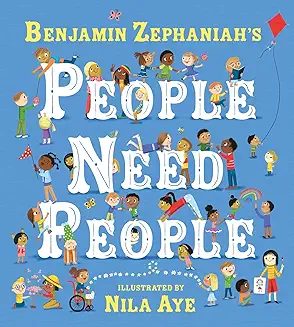 BENJAMIN ZEPHANIAH'S
PEOPLE
NEED
PEOPLE
ILLUSTRATED BY
NILA AYE